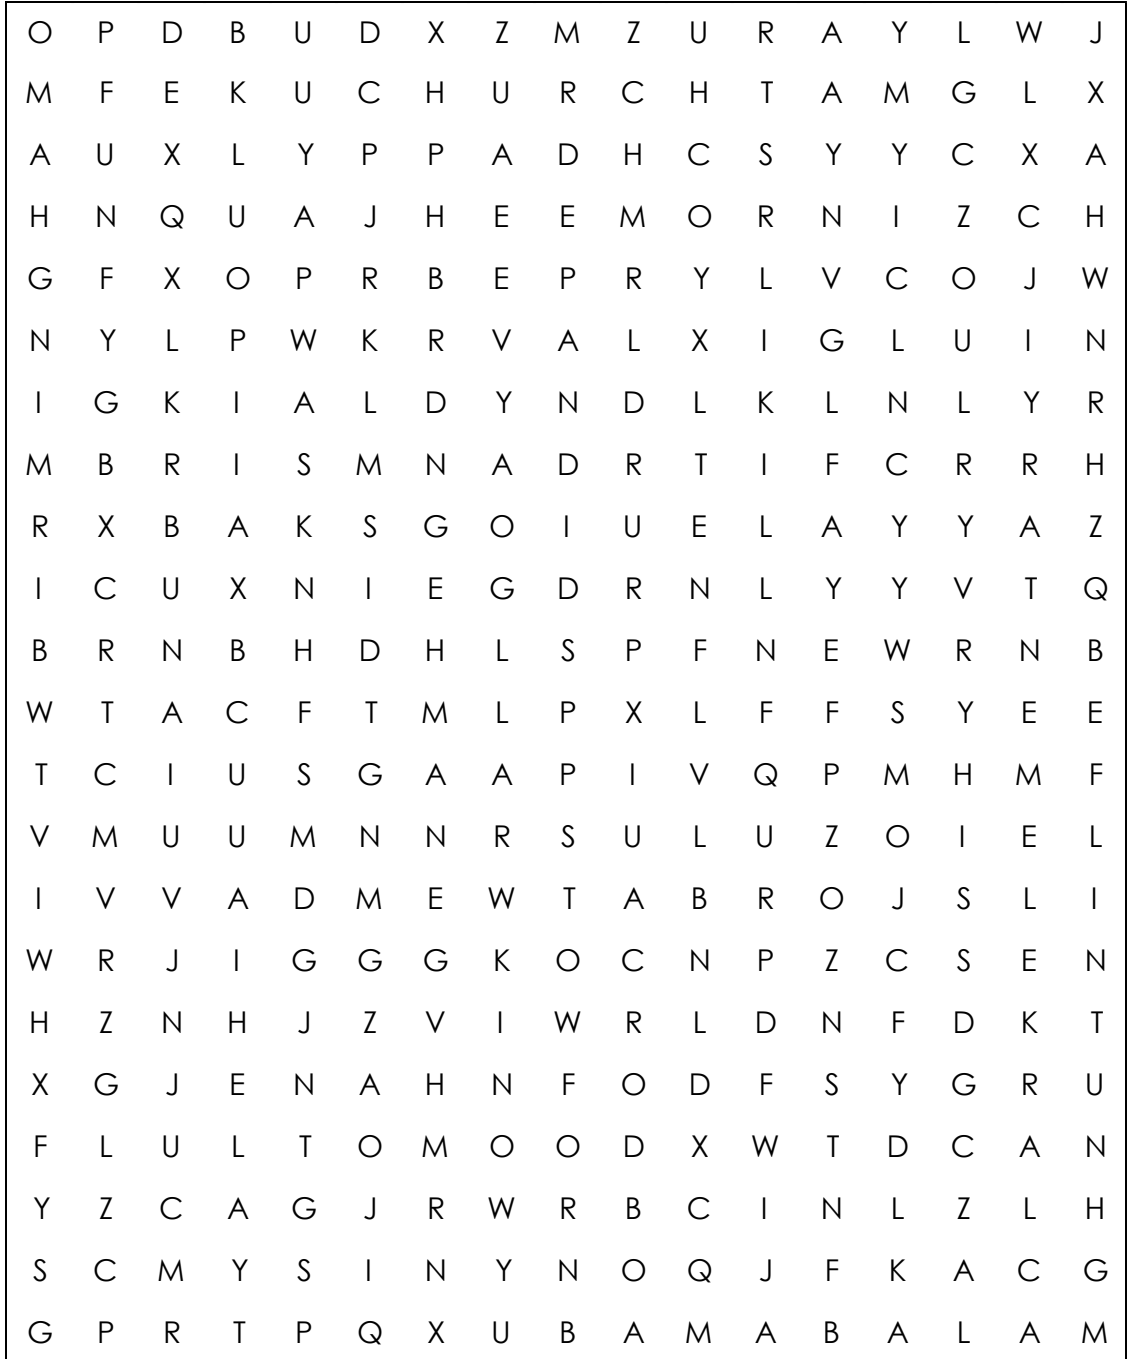 O P D B U D X Z M Z U R A Y L W J
M F E K U C H U R C H T A M G L X
A U X L Y P P A D H C S Y Y C X A
H N Q U A J H E E M O R N I Z C H
G F X O P R B E P R Y L V C O J W
N Y L P W K R V A L X I G L U I N
I G K I A L D Y N D L K L N L Y R
M B R I S M N A D R T I F C R R H
R X B A K S G O I U E L A Y Y A Z
I C U X N I E G D R N L Y Y V T Q
B R N B H D H L S P F N E W R N B
W T A C F T M L P X L F F S Y E E
T C I U S G A A P I V Q P M H M F
V M U U M N N R S U L U Z O I E L
I V V A D M E W T A B R O J S L I
W R J I G G G K O C N P Z C S E N
H Z N H J Z V I W R L D N F D K T
X G J E N A H N F O D F S Y G R U
F L U L T O M O O D X W T D C A N
Y Z C A G J R W R B C I N L Z L H
S C M Y S I N Y N O Q J F K A C G
G P R T P Q X U B A M A B A L A M